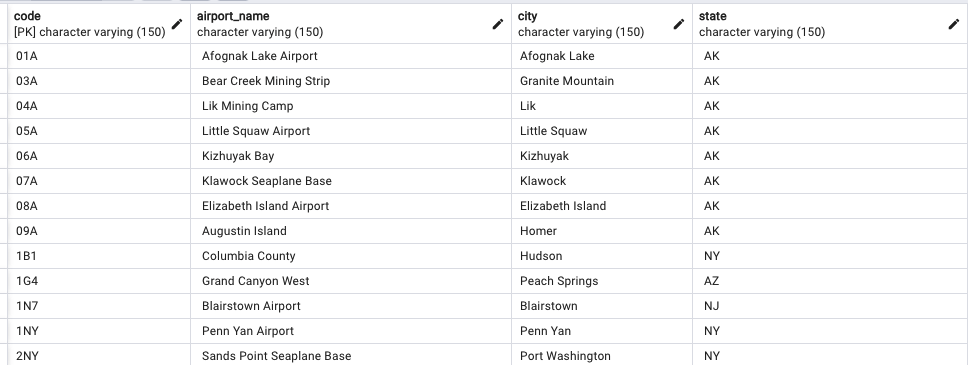 code airport_name city state
[PK] character varying (150) character varying (150) character varying (150) character varying (150)
01A Afognak Lake Airport Afognak Lake AK
03A Bear Creek Mining Strip Granite Mountain AK
04A Lik Mining Camp Lik AK
05A Little Squaw Airport Little Squaw AK
06A Kizhuyak Bay Kizhuyak AK
07A Klawock Seaplane Base Klawock AK
08A Elizabeth Island Airport Elizabeth Island AK
09A Augustin Island Homer AK
1B1 Columbia County Hudson NY
1G4 Grand Canyon West Peach Springs AZ
1N7 Blairstown Airport Blairstown NJ
1NY Penn Yan Airport Penn Yan NY
2NY Sands Point Seaplane Base Port Washington NY